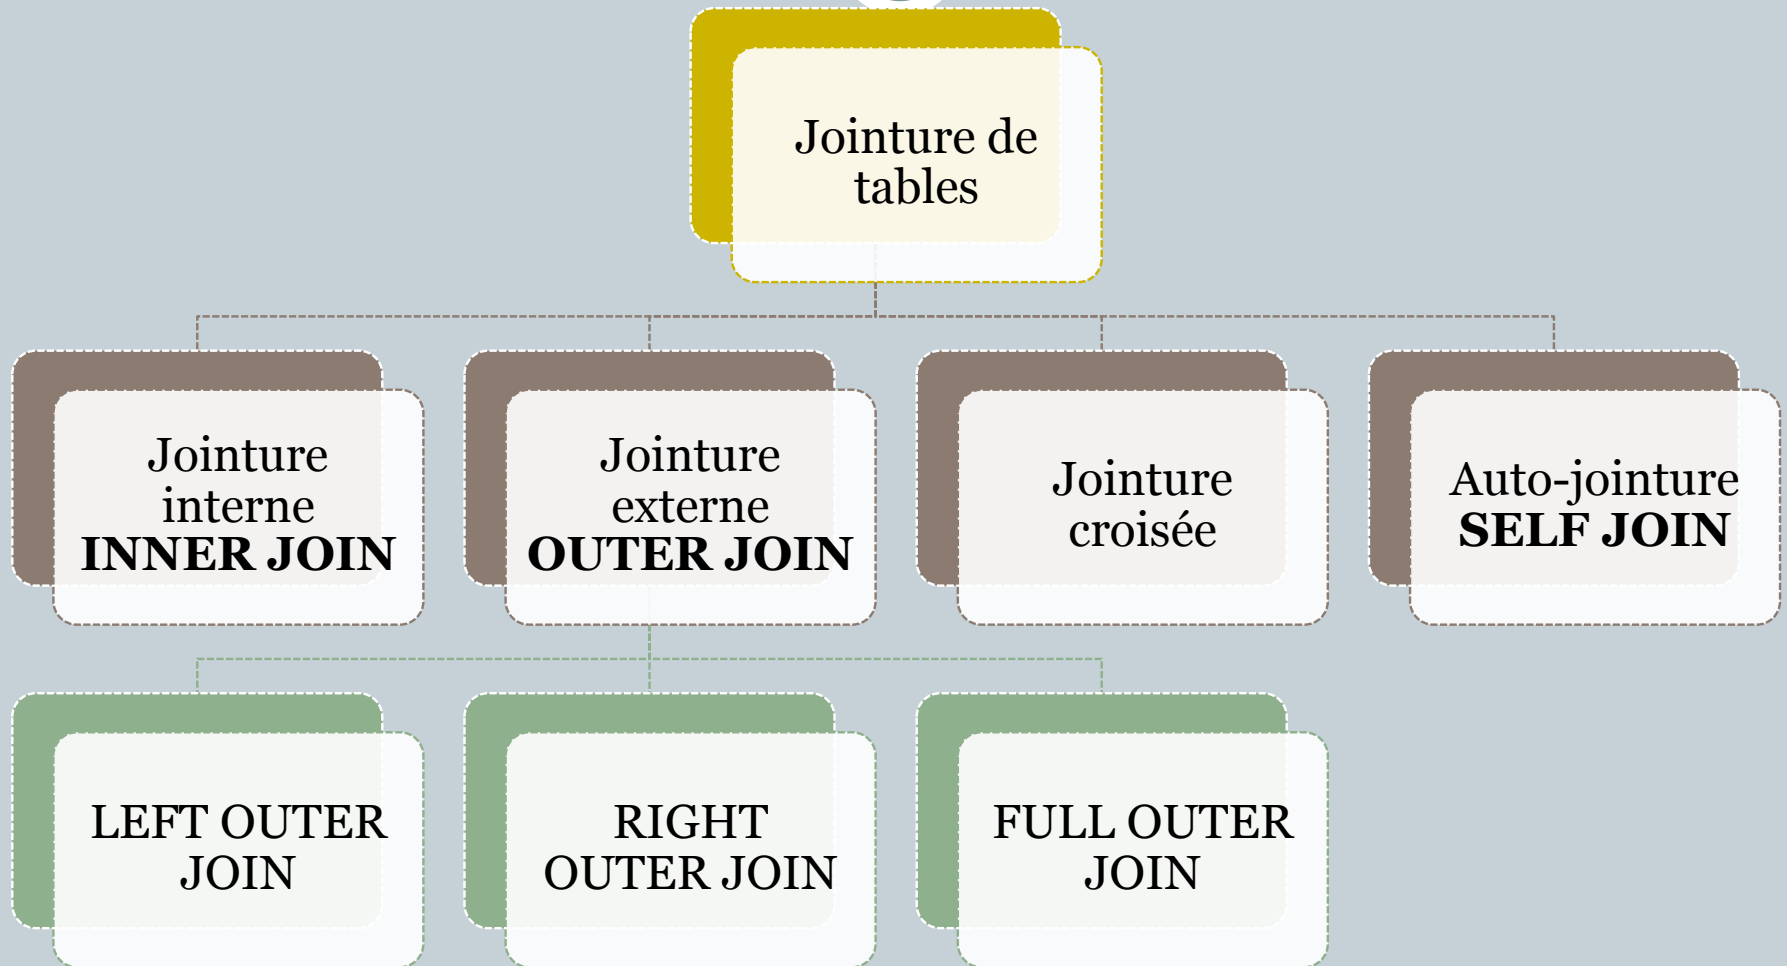 Jointure de
tables
Jointure
interne
INNER JOIN
Jointure
externe
OUTER JOIN
Jointure
croisée
Auto-jointure
SELF JOIN
LEFT OUTER
JOIN
RIGHT
OUTER JOIN
FULL OUTER
JOIN